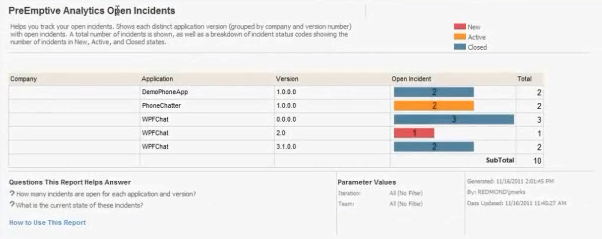 PreEmptive Analytics Open Incidents
Helps you track your open incidents. Shows each distinct application version (grouped by company and version number)
with open incidents. A total number of incidents is shown, as well as a breakdown of incident status codes showing the
number of incidents in New, Active, and Closed states.
New
Active
Closed
Company Application Version Open Incident Total
DemoPhoneApp 1.0.0.0 2 2
PhoneChatter 1.0.0.0 2 2
WPFChat 0.0.0.0 3 3
WPFChat 2.0 1 1
WPFChat 3.1.0.0 2 2
SubTotal 10
Questions This Report Helps Answer
? How many incidents are open for each application and version?
? What is the current state of these incidents?
How to Use This Report
Parameter Values
Iteration: All (No Filter)
Team: All (No Filter)
Generated: 11/16/2011 2:01:45 PM
By: REDMOND\jmarks
Date Updated: 11/16/2011 11:40:27 AM